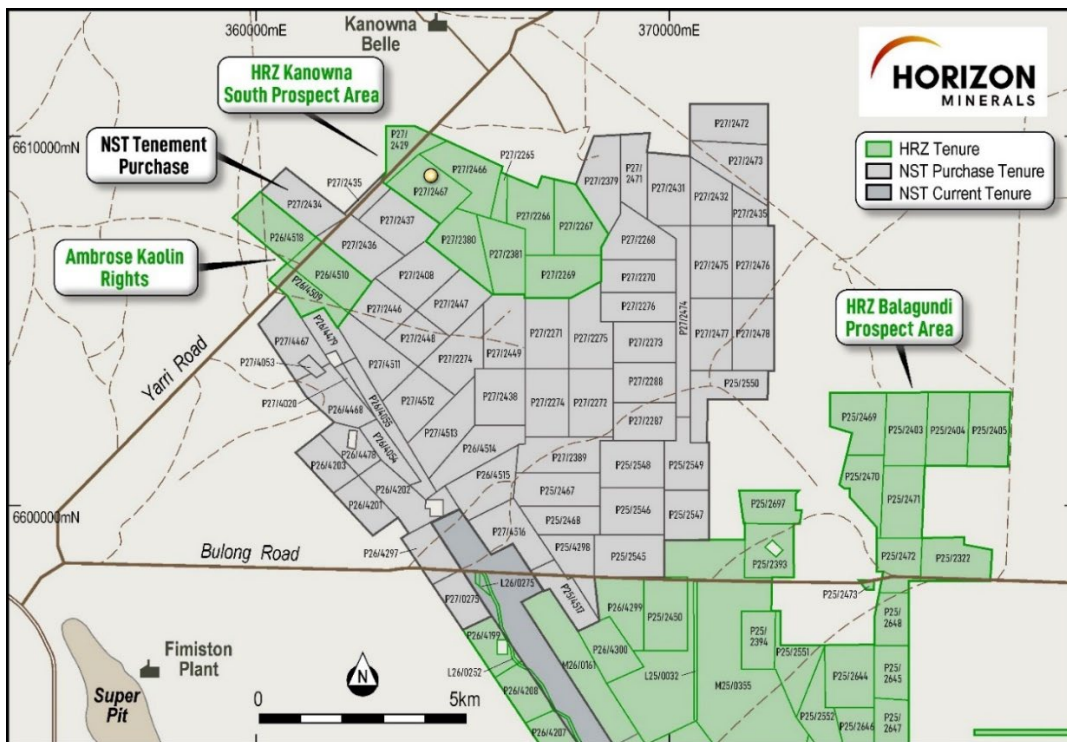 360000mE
Kanowna
Belle
370000mE
HORIZON
MINERALS
HRZ Kanowna
South Prospect Area
6610000mN
NST Tenement
Purchase
HRZ Tenure
NST Purchase Tenure
NST Current Tenure
P27/
2429
P27/2466
P27/2265
P27/2467
P27/2472
P27/2473
P27/2379
P27/
2471
P27/2431
P27/2432
P27/2435
P27/2435
P27/2434
P27/2437
P27/2266
P27/2267
P26/4518
P27/2436
P27/2380
P27/2381
P27/2268
Ambrose Kaolin
Rights
P26/4510
P26/4509
P27/2408
P27/2269
P27/2270
P27/2475
P27/2476
P27/2446
P27/2447
P27/2276
P27/2474
HRZ Balagundi
Prospect Area
P26/4479
P27/4467
P27/2448
P27/2449
P27/2271
P27/2275
P27/2273
P27/2477
P27/2478
P27/4053
P27/4511
P27/2274
Yarri Road
P27/4020
P26/4468
P26/4055
P27/4512
P27/2438
P27/2274
P27/2272
P27/2288
P25/2550
P27/2287
P25/2469
P25/2403
P25/2404
P25/2405
P26/4203
P26/4478
P26/4054
P27/4513
P26/4514
P27/2389
P25/2548
P25/2549
P26/4201
P26/4202
P26/4515
P25/2467
P25/2470
P25/2471
6600000mN
P25/2546
P25/2547
P25/2697
P25/2468
Bulong Road
P26/4297
P27/4516
P25/4298
P25/2545
P25/2393
P25/2472
P25/2322
L26/0275
P27/0275
P25/4517
P26/4299
P25/2450
P25/2473
P25/
2648
P26/4199
P26/4300
P25/
2394
P25/2551
Fimiston
Plant
L26/0252
M26/0161
L25/0032
M25/0355
P25/2644
P25/
2645
Super
Pit
P26/4208
P26/4207
P25/2552
P25/2646
P25/
2647
N
0
5km